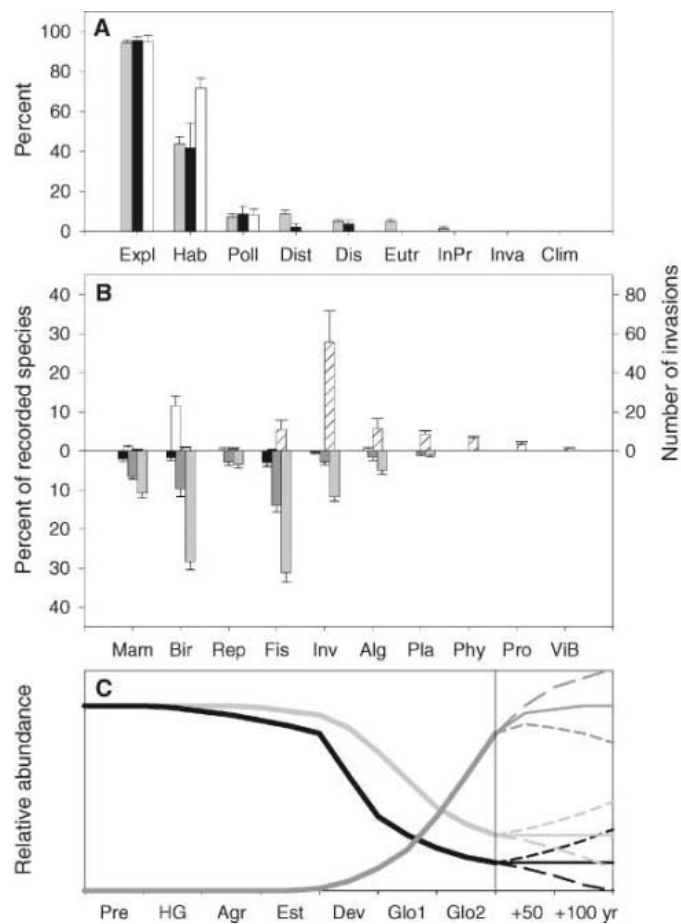 A
100
80
60
40
20
0
Percent
Expl Hab Poll Dist Dis Eutr InPr Inva Clim
B
40
30
20
10
0
10
20
30
40
Percent of recorded species
80
60
40
20
0
Number of invasions
Mam Bir Rep Fis Inv Alg Pla Phy Pro ViB
C
Relative abundance
Pre HG Agr Est Dev Glo1 Glo2 +50 +100 yr